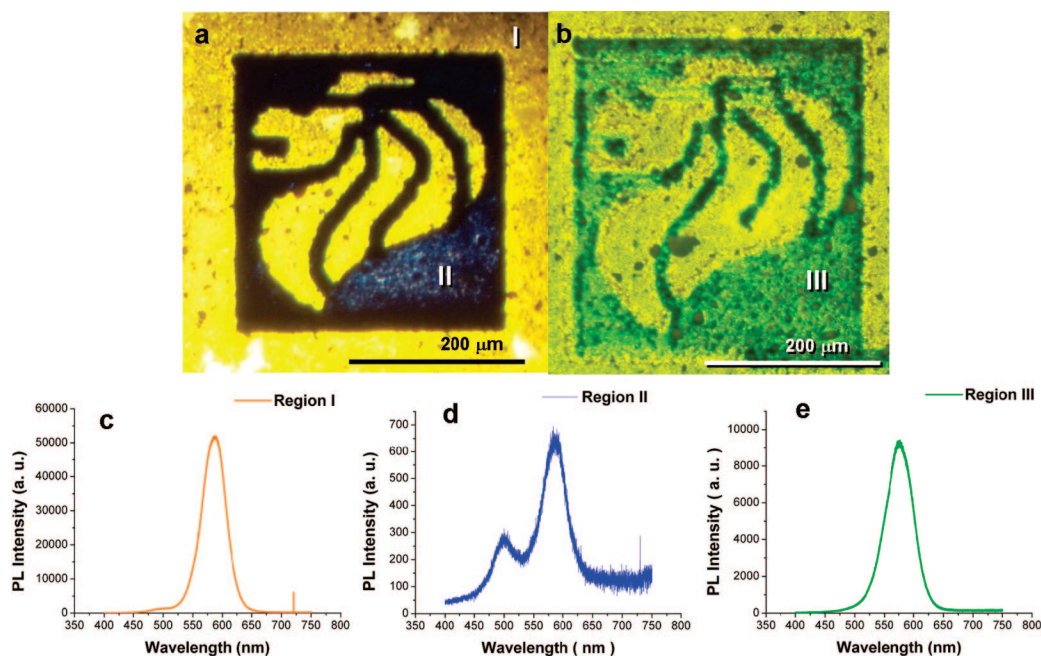 a
I
b
II
III
200 μm
200 μm
Region I
Region II
Region III
c
d
e
PL Intensity (a. u.)
60000
50000
40000
30000
20000
10000
0
350 400 450 500 550 600 650 700 750 800
Wavelength (nm)
PL Intensity (a. u.)
700
600
500
400
300
200
100
0
350 400 450 500 550 600 650 700 750 800
Wavelength ( nm )
PL Intensity ( a. u. )
10000
8000
6000
4000
2000
0
350 400 450 500 550 600 650 700 750 800
Wavelength ( nm )